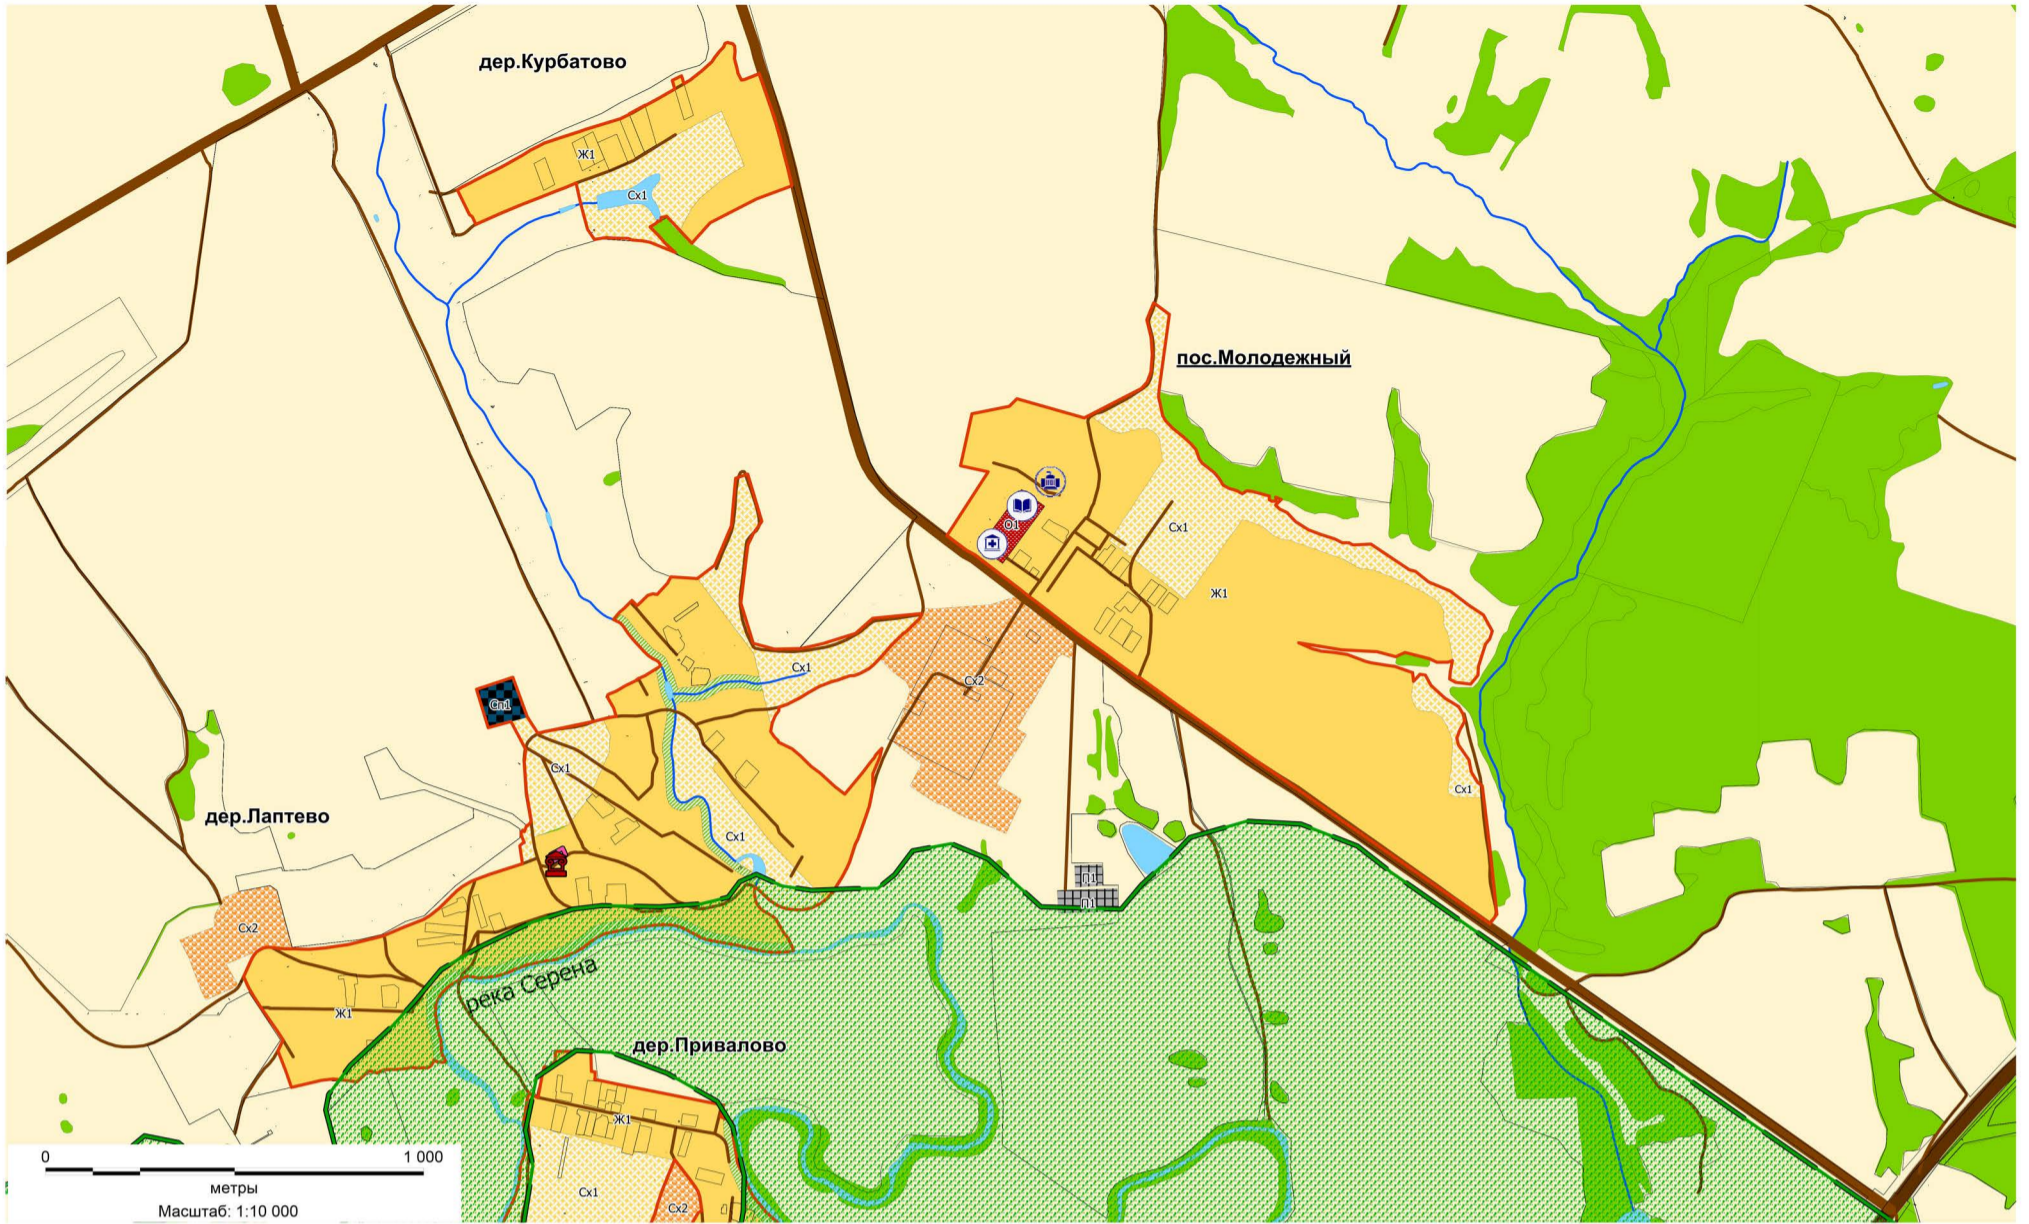 дер.Курбатово
Ж1
Сх1
пос.Молодежный
О1
Сх1
Ж1
Сх1
Сх2
Сп1
Сх1
Сх1
Сх1
дер.Лаптево
П1
П1
Сх2
река Серена
Ж1
дер.Привалово
Ж1
Сх1
Сх2
0
1 000
метры
Масштаб: 1:10 000